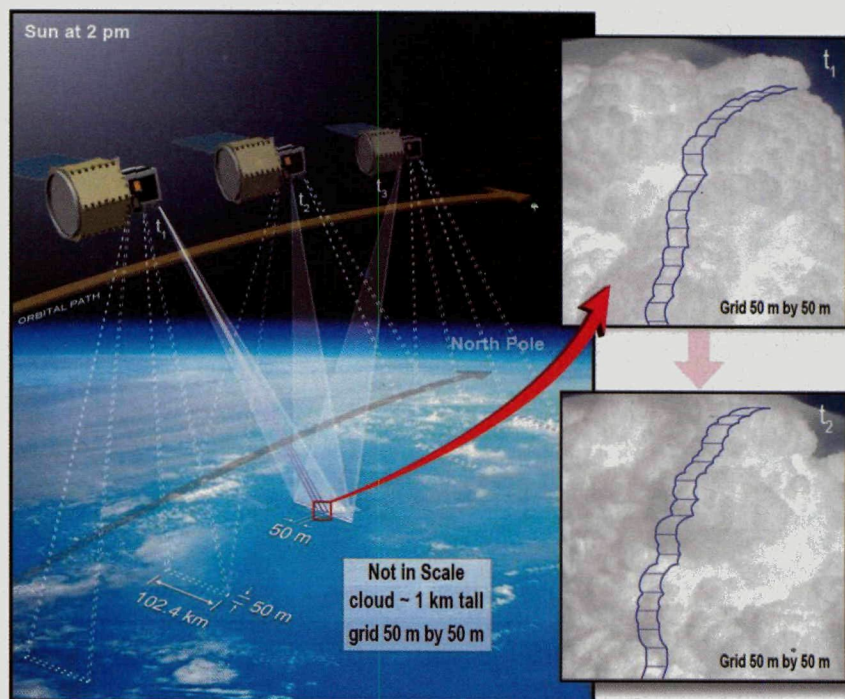 Sun at 2 pm
t1
t2
t3
ORBITAL PATH
North Pole
50 m
102.4 km
50 m
Not in Scale
cloud ~ 1 km tall
grid 50 m by 50 m
t1
Grid 50 m by 50 m
t2
Grid 50 m by 50 m